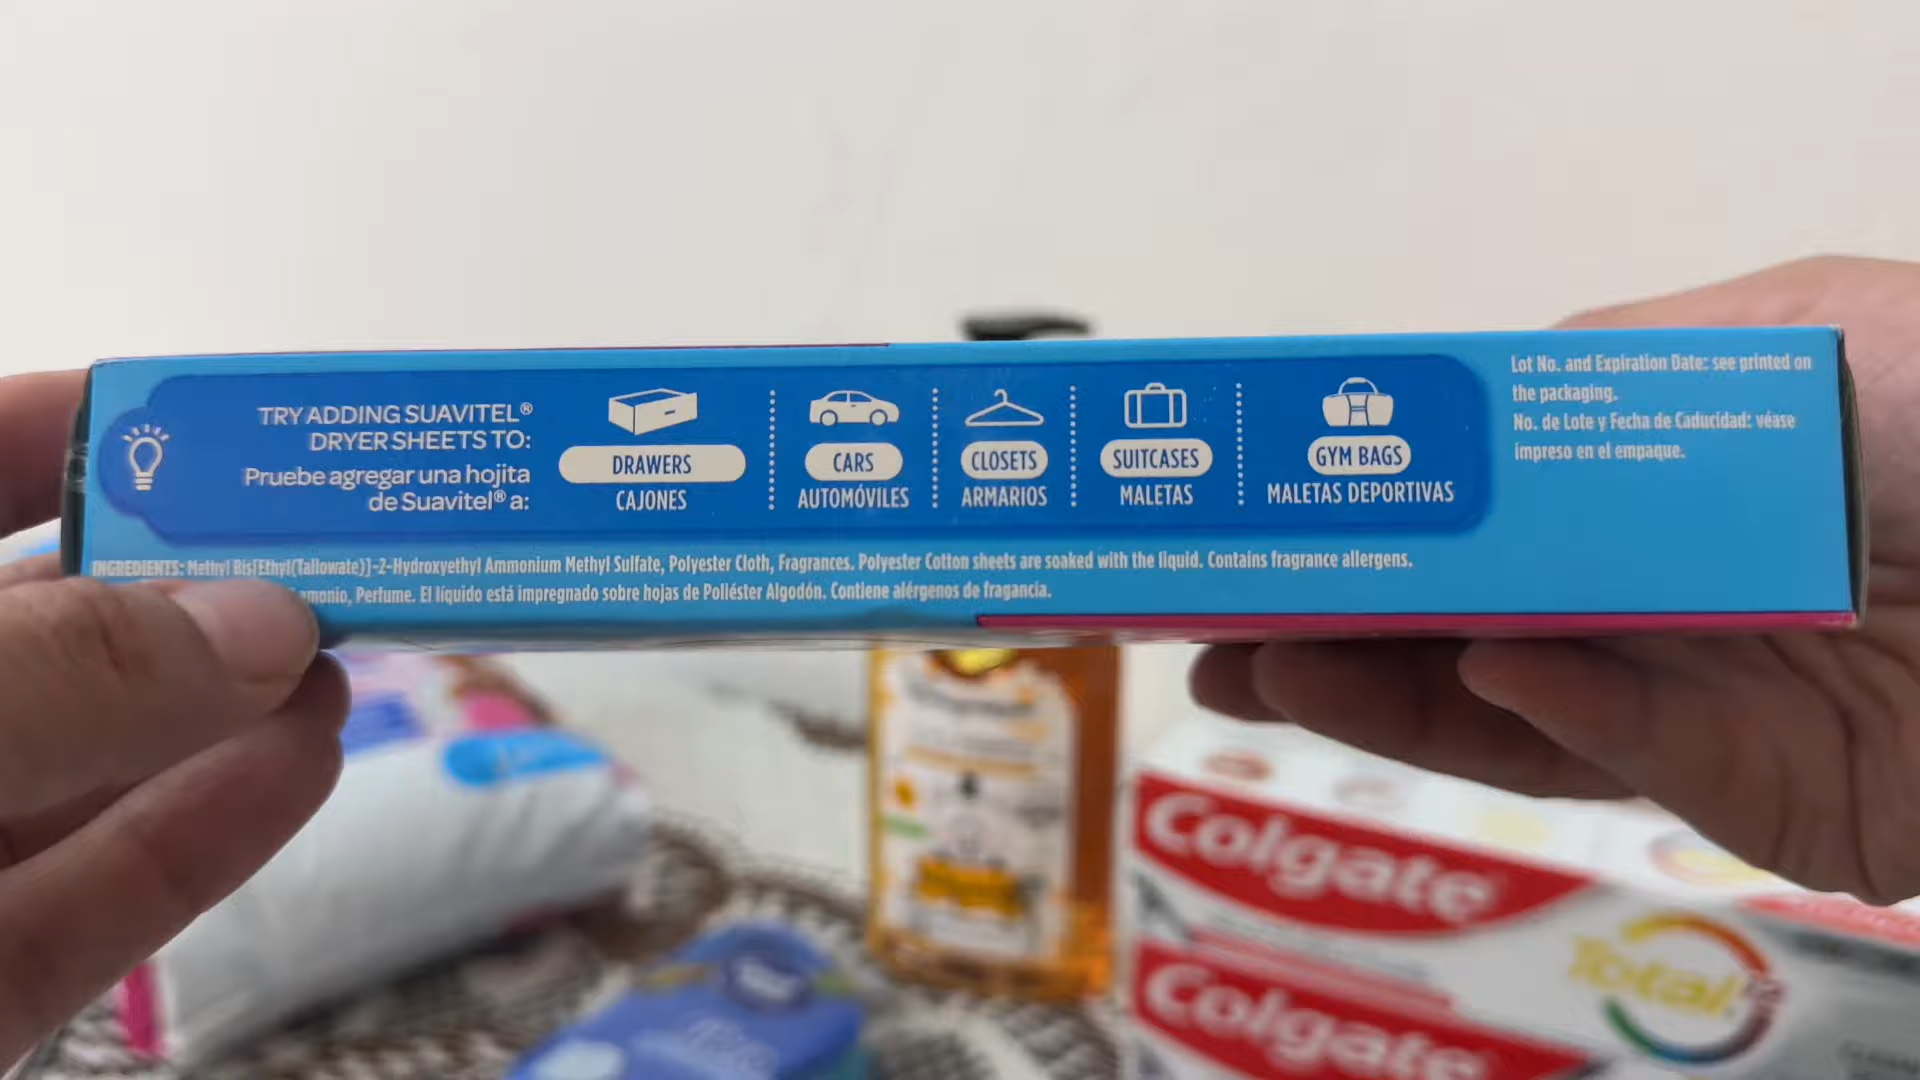 TRY ADDING SUAVITEL®
DRYER SHEETS TO:
Pruebe agregar una hojita
de Suavitel® a:
DRAWERS
CAJONES
CARS
AUTOMÓVILES
CLOSETS
ARMARIOS
SUITCASES
MALETAS
GYM BAGS
MALETAS DEPORTIVAS
Lot No. and Expiration Date: see printed on
the packaging.
No. de Lote y Fecha de Caducidad: véase
impreso en el empaque.
INGREDIENTS: Methyl Bis[Ethyl(Tallowate)]-2-Hydroxyethyl Ammonium Methyl Sulfate, Polyester Cloth, Fragrances. Polyester Cotton sheets are soaked with the liquid. Contains fragrance allergens.
Perfume. El líquido está impregnado sobre hojas de Poliéster Algodón. Contiene alérgenos de fragancia.
Colgate
Total
Colgate